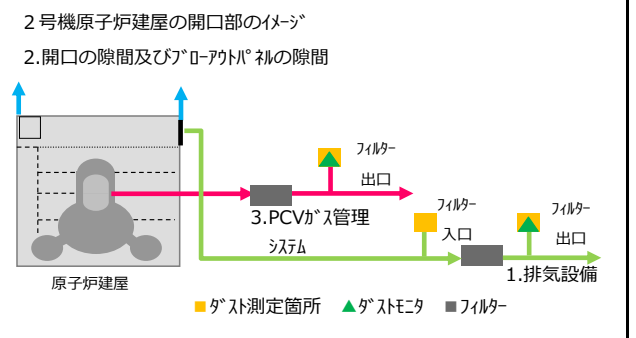 ２号機原子炉建屋の開口部のｲﾒｰｼﾞ
2.開口の隙間及びﾌﾞﾛｰｱｳﾄﾊﾟﾈﾙの隙間
ﾌｨﾙﾀｰ
出口
3.PCVｶﾞｽ管理
ｼｽﾃﾑ
ﾌｨﾙﾀｰ
入口
ﾌｨﾙﾀｰ
出口
1.排気設備
原子炉建屋
■ﾀﾞｽﾄ測定箇所 ▲ﾀﾞｽﾄﾓﾆﾀ ■ﾌｨﾙﾀｰ